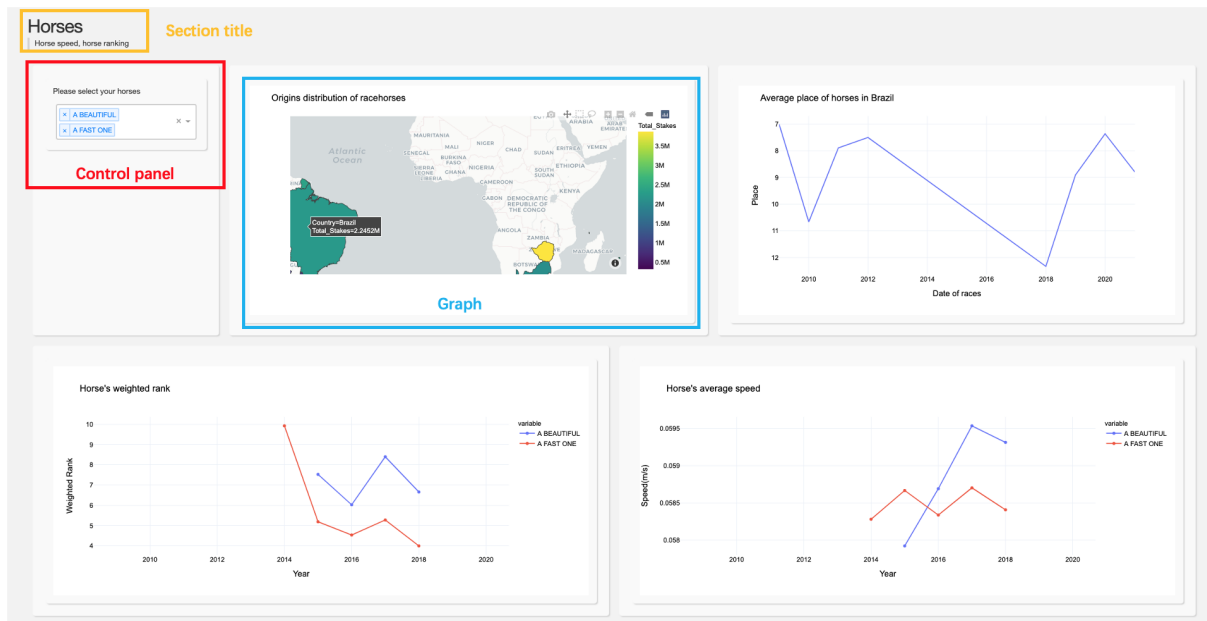 Horses
Section title
Horse speed, horse ranking
Please select your horses
× A BEAUTIFUL
× A FAST ONE
Control panel
Origins distribution of racehorses
Total_Stakes
3.5M
3M
2.5M
2M
1.5M
1M
0.5M
Atlantic
Ocean
MAURITANIA
MALI
NIGER
CHAD
SUDAN
ERITREA
YEMEN
ARABIA
ARAB
EMIRATE
SENEGAL
BURKINA
FASO
SIERRA
LEONE
GHANA
NIGERIA
LIBERIA
CAMEROON
SOUTH
SUDAN
ETHIOPIA
KENYA
GABON
DEMOCRATIC
REPUBLIC OF
THE CONGO
ANGOLA
ZAMBIA
MADAGASCAR
BOTSWA
Country=Brazil
Total_Stakes=2.2452M
Graph
Average place of horses in Brazil
Place
7
8
9
10
11
12
2010
2012
2014
2016
2018
2020
Date of races
Horse's weighted rank
Weighted Rank
10
9
8
7
6
5
4
2010
2012
2014
2016
2018
2020
Year
variable
A BEAUTIFUL
A FAST ONE
Horse's average speed
Speed(m/s)
0.0595
0.059
0.0585
0.058
2010
2012
2014
2016
2018
2020
Year
variable
A BEAUTIFUL
A FAST ONE